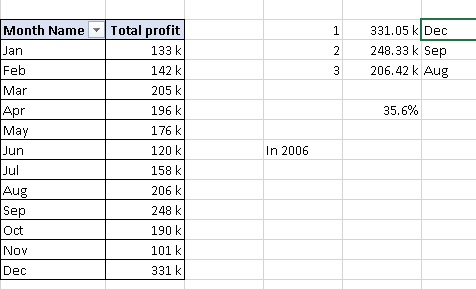 Month Name Total profit 1 331.05 k Dec
Jan 133 k 2 248.33 k Sep
Feb 142 k 3 206.42 k Aug
Mar 205 k
Apr 196 k 35.6%
May 176 k
Jun 120 k In 2006
Jul 158 k
Aug 206 k
Sep 248 k
Oct 190 k
Nov 101 k
Dec 331 k